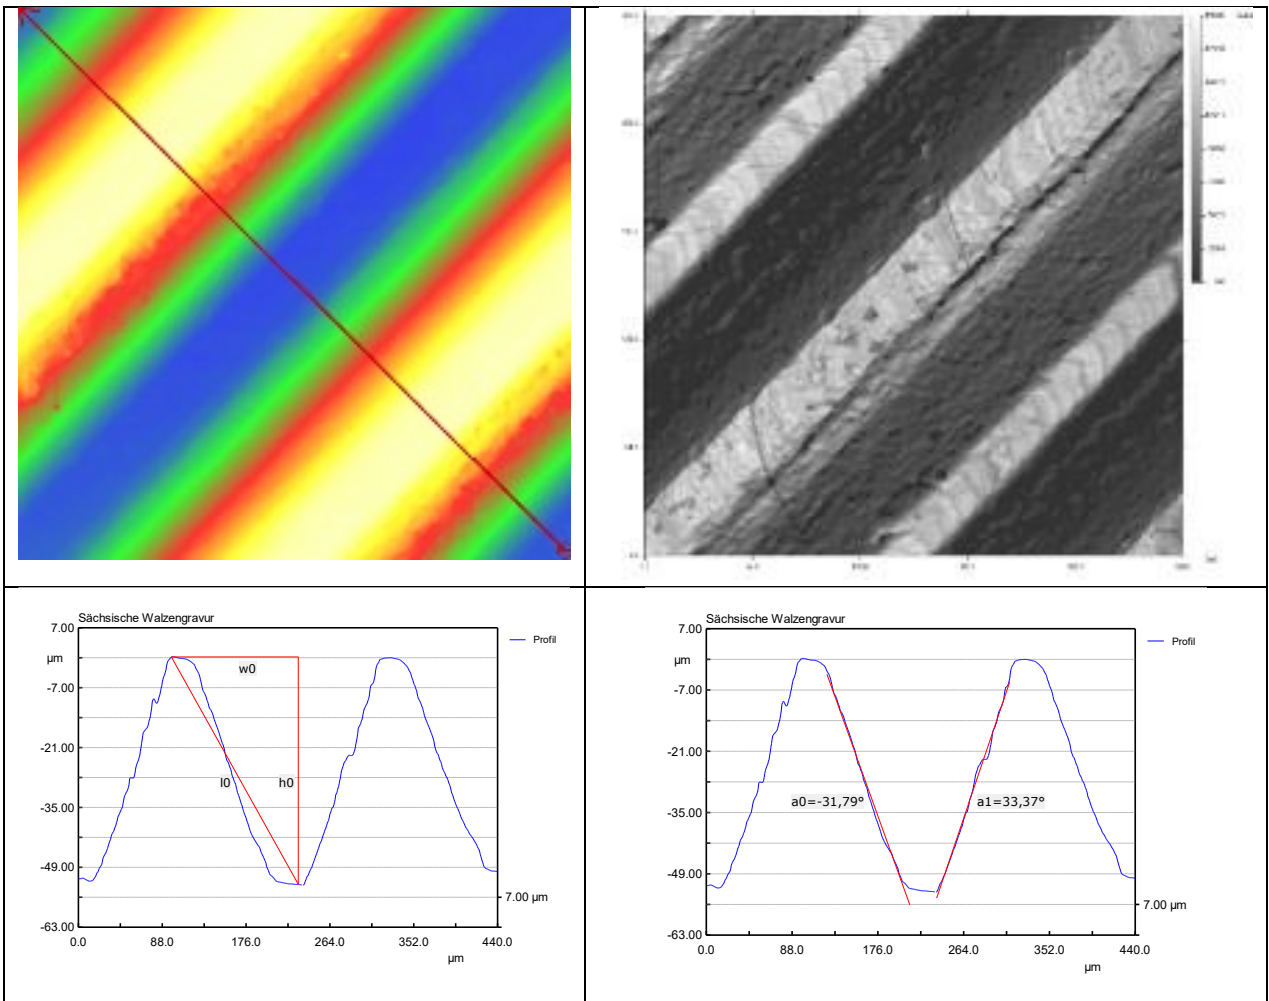 Sächsische Walzengravur
7.00
Profil
µm
w0
-7.00
-21.00
l0
h0
-35.00
-49.00
7.00 µm
-63.00
0.0 88.0 176.0 264.0 352.0 440.0
µm
Sächsische Walzengravur
7.00
Profil
µm
-7.00
-21.00
a0=-31,79°
a1=33,37°
-35.00
-49.00
7.00 µm
-63.00
0.0 88.0 176.0 264.0 352.0 440.0
µm